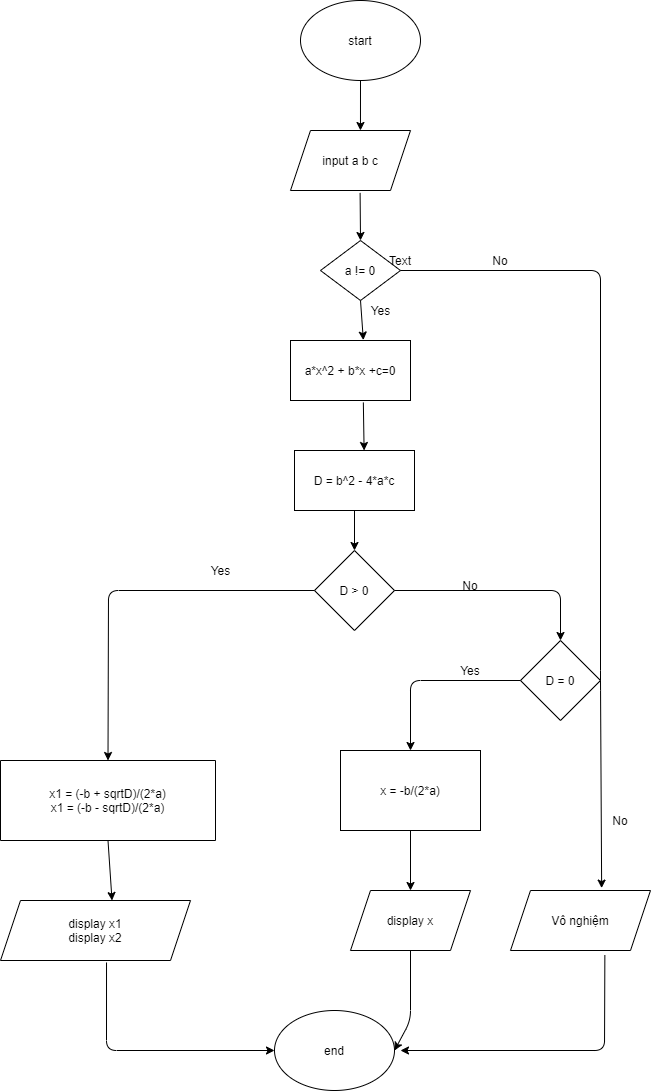 start
input a b c
a != 0
Text
No
Yes
a*x^2 + b*x +c=0
D = b^2 - 4*a*c
Yes
D > 0
No
Yes
D = 0
x1 = (-b + sqrtD)/(2*a)
x1 = (-b - sqrtD)/(2*a)
x = -b/(2*a)
No
display x1
display x2
display x
Vô nghiệm
end